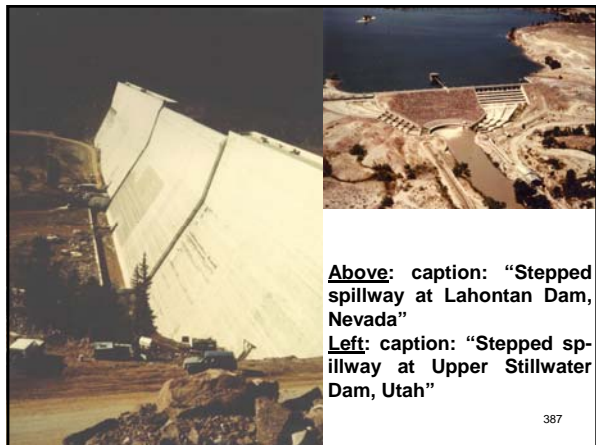 Above: caption: “Stepped
spillway at Lahontan Dam,
Nevada”
Left: caption: “Stepped sp-
illway at Upper Stillwater
Dam, Utah”
387